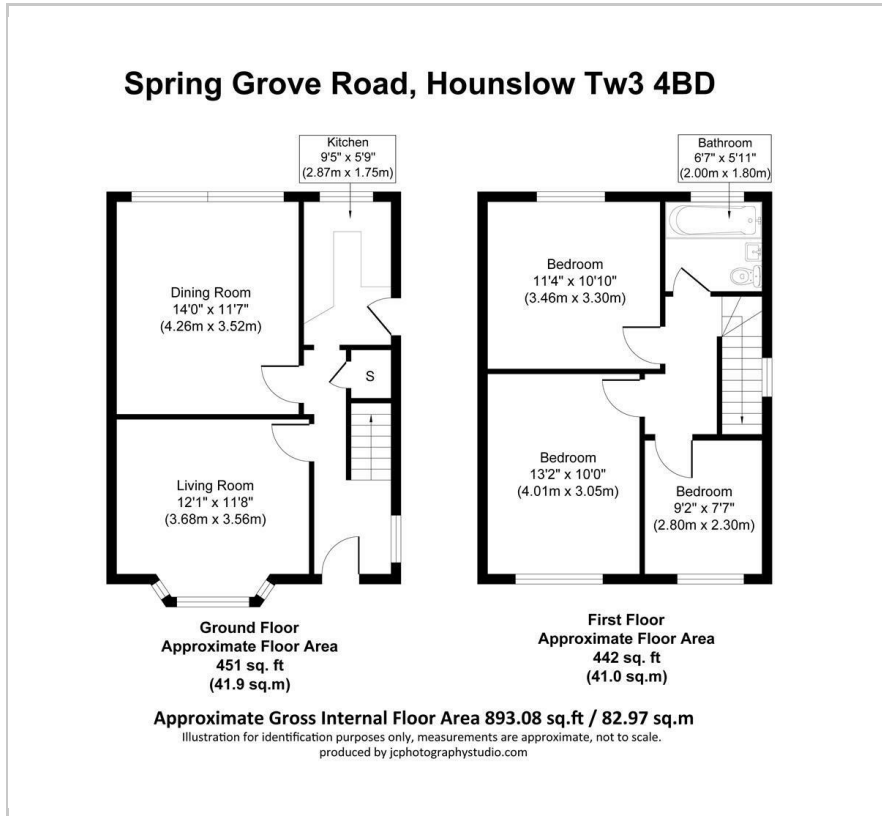 Spring Grove Road, Hounslow Tw3 4BD
Kitchen
9'5" x 5'9"
(2.87m x 1.75m)
Dining Room
14'0" x 11'7"
(4.26m x 3.52m)
S
Living Room
12'1" x 11'8"
(3.68m x 3.56m)
Ground Floor
Approximate Floor Area
451 sq. ft
(41.9 sq.m)
Bathroom
6'7" x 5'11"
(2.00m x 1.80m)
Bedroom
11'4" x 10'10"
(3.46m x 3.30m)
Bedroom
13'2" x 10'0"
(4.01m x 3.05m)
Bedroom
9'2" x 7'7"
(2.80m x 2.30m)
First Floor
Approximate Floor Area
442 sq. ft
(41.0 sq.m)
Approximate Gross Internal Floor Area 893.08 sq.ft / 82.97 sq.m
Illustration for identification purposes only, measurements are approximate, not to scale.
produced by jcphotographystudio.com